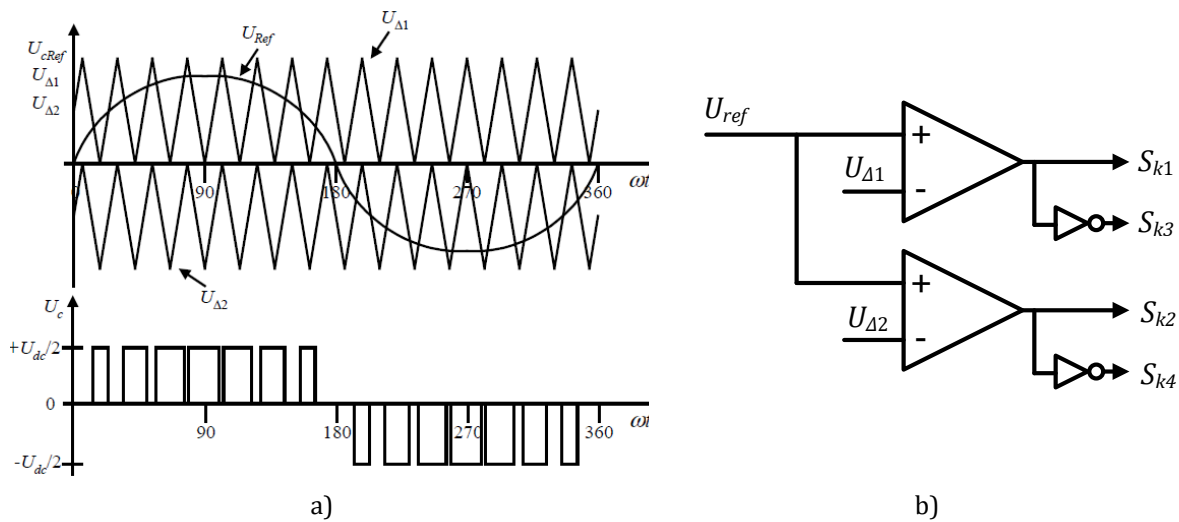 U_cRef
U_Δ1
U_Δ2
U_Ref
U_Δ1
0
90
180
270
360
ωt
U_Δ2
U_c
+U_dc/2
0
-U_dc/2
90
180
270
360
ωt
a)
U_ref
U_Δ1
+
-
S_k1
S_k3
U_Δ2
+
-
S_k2
S_k4
b)